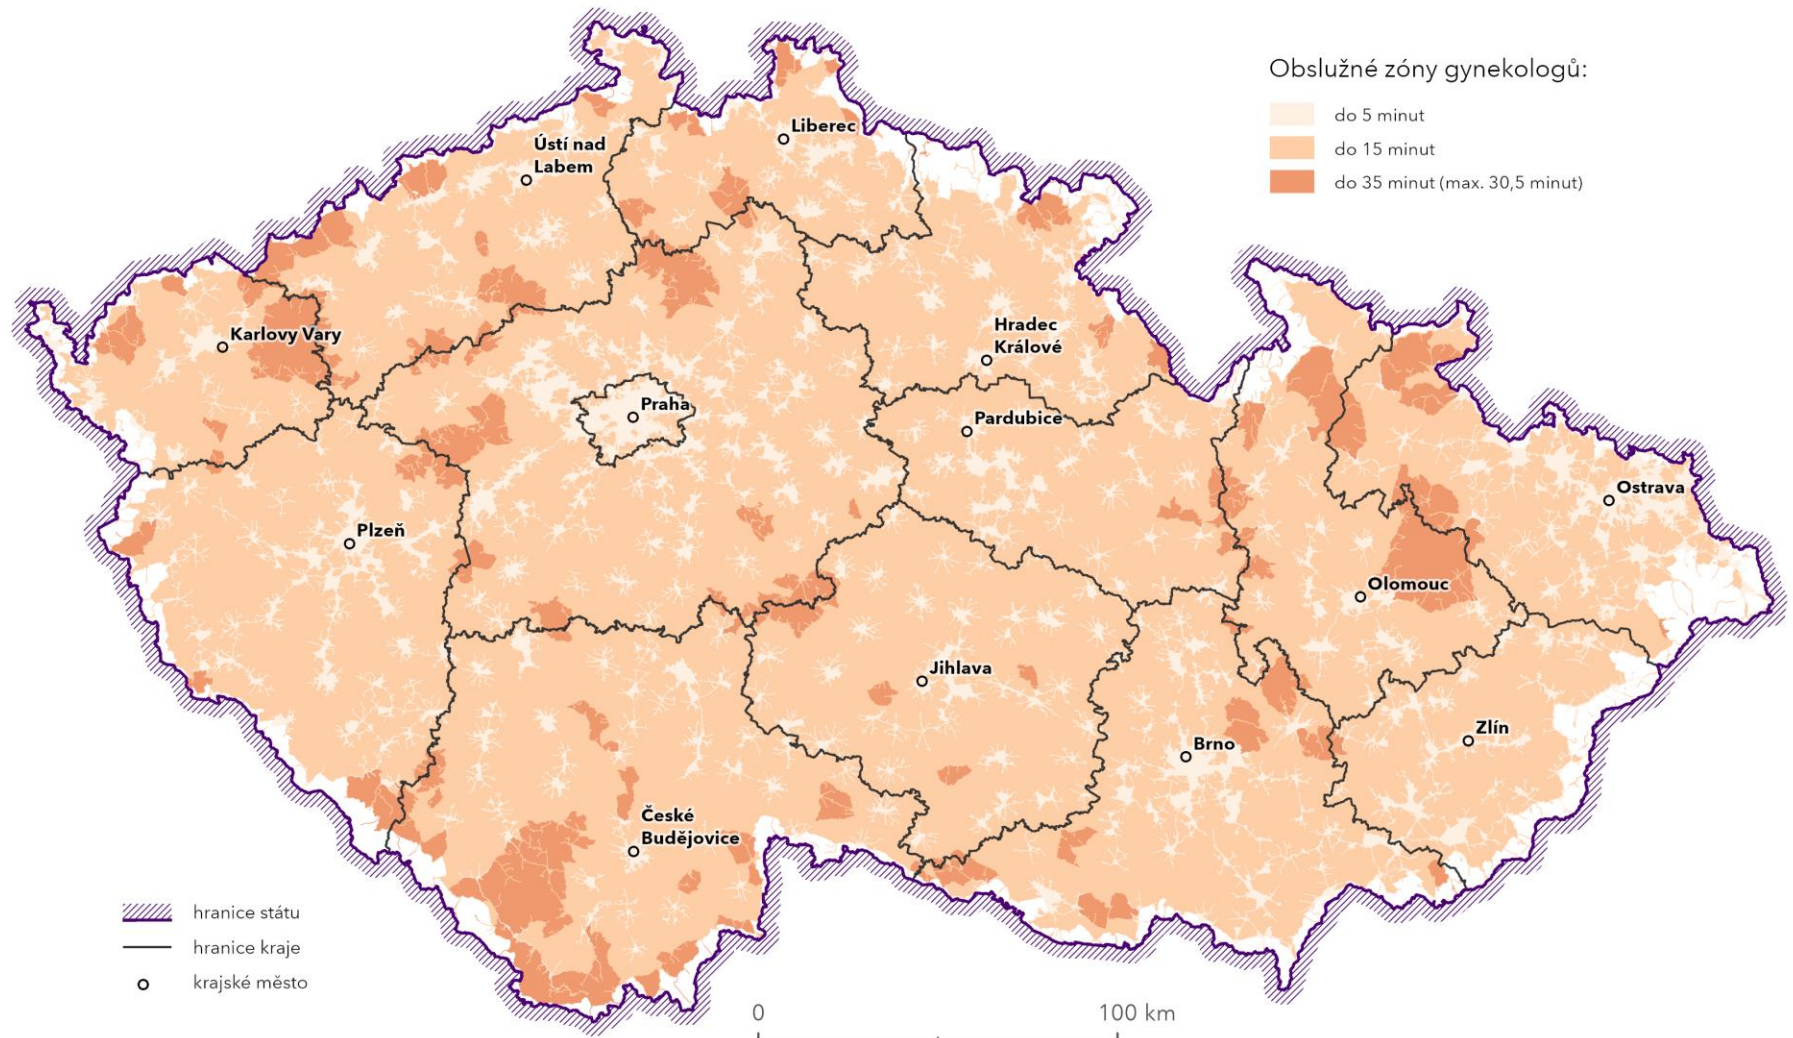 Obslužné zóny gynekologů:
do 5 minut
do 15 minut
do 35 minut (max. 30,5 minut)
Liberec
Ústí nad
Labem
Karlovy Vary
Hradec
Králové
Praha
Pardubice
Ostrava
Plzeň
Olomouc
Jihlava
Zlín
Brno
České
Budějovice
hranice státu
hranice kraje
krajské město
0
100 km